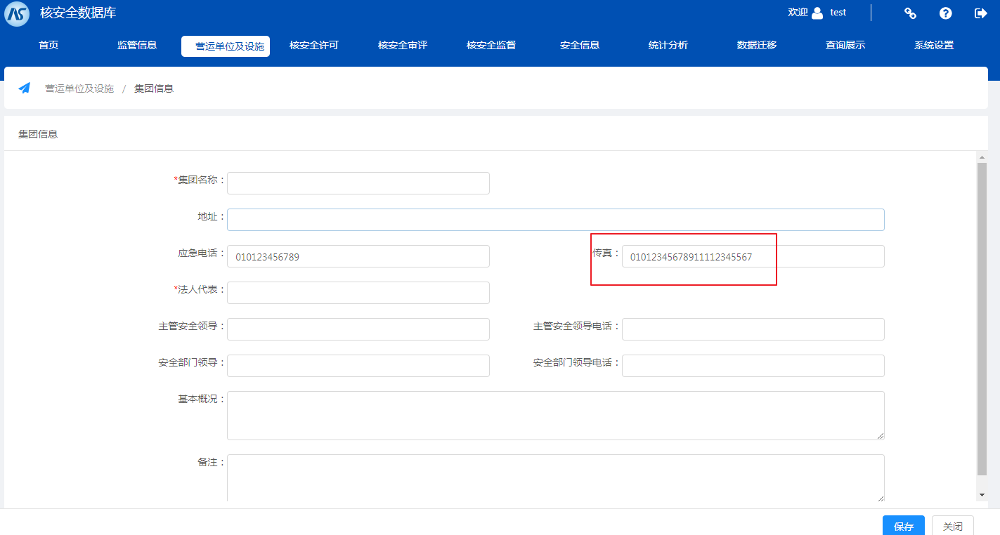 核安全数据库
欢迎 test
首页 监管信息 营运单位及设施 核安全许可 核安全审评 核安全监督 安全信息 统计分析 数据迁移 查询展示 系统设置
营运单位及设施 / 集团信息
集团信息
*集团名称：
地址：
应急电话： 010123456789 传真： 01012345678911112345567
*法人代表：
主管安全领导： 主管安全领导电话：
安全部门领导： 安全部门领导电话：
基本概况：
备注：
保存 关闭